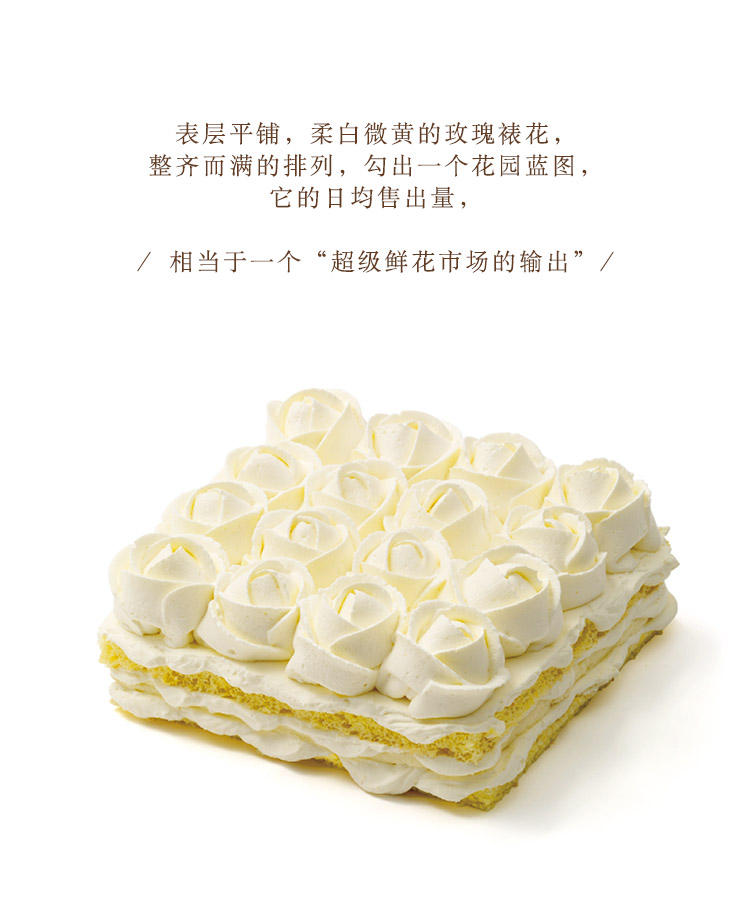 表层平铺，柔白微黄的玫瑰裱花，
整齐而满的排列，勾出一个花园蓝图，
它的日均售出量，
/ 相当于一个“超级鲜花市场的输出”/